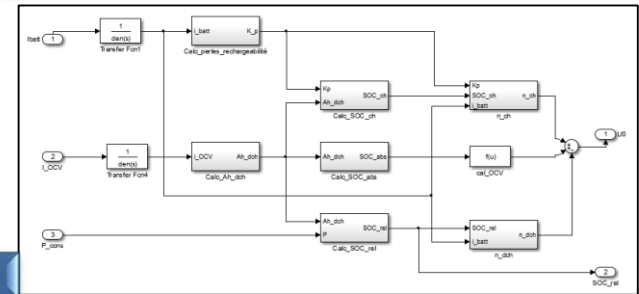 Ibatt
1
1
den(s)
Transfer Fcn1
i_batt K_p
Calc_pertes_rechargeabilité
Kp
Ah_dch
SOC_ch
Calc_SOC_ch
Kp
SOC_ch
i_batt
n_ch
n_ch
1
U0
2
I_OCV
1
den(s)
Transfer Fcn4
i_OCV Ah_dch
Calc_Ah_dch
Ah_dch SOC_abs
Calc_SOC_abs
f(u)
cal_OCV
3
P_cons
Ah_dch
P
SOC_rel
Calc_SOC_rel
SOC_rel
i_batt
n_dch
n_dch
2
SOC_rel